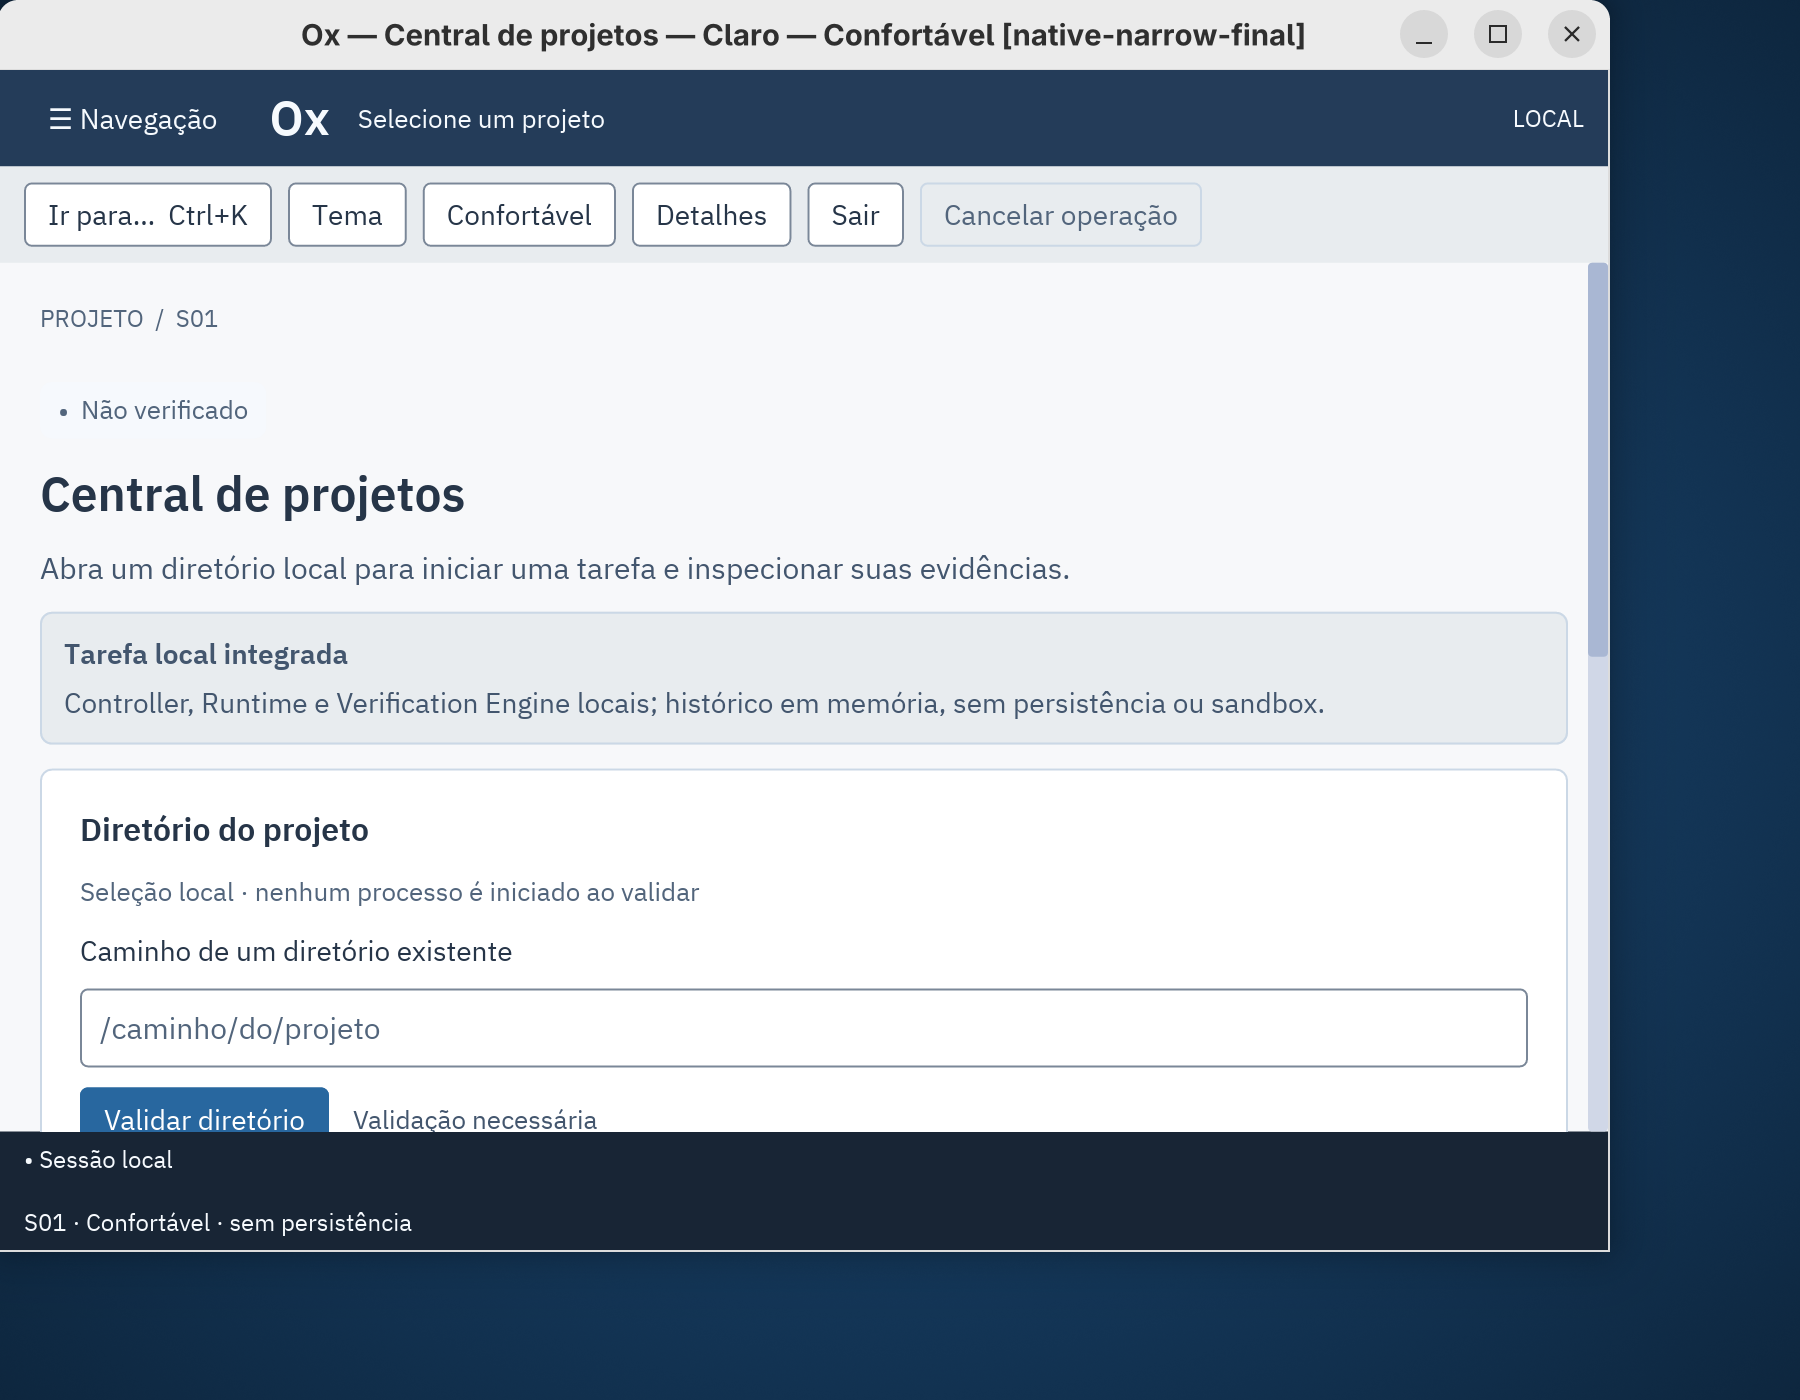 Ox — Central de projetos — Claro — Confortável [native-narrow-final]
☰ Navegação Ox Selecione um projeto LOCAL
Ir para... Ctrl+K Tema Confortável Detalhes Sair Cancelar operação
PROJETO / S01
• Não verificado
Central de projetos
Abra um diretório local para iniciar uma tarefa e inspecionar suas evidências.
Tarefa local integrada
Controller, Runtime e Verification Engine locais; histórico em memória, sem persistência ou sandbox.
Diretório do projeto
Seleção local · nenhum processo é iniciado ao validar
Caminho de um diretório existente
/caminho/do/projeto
Validar diretório Validação necessária
• Sessão local
S01 · Confortável · sem persistência